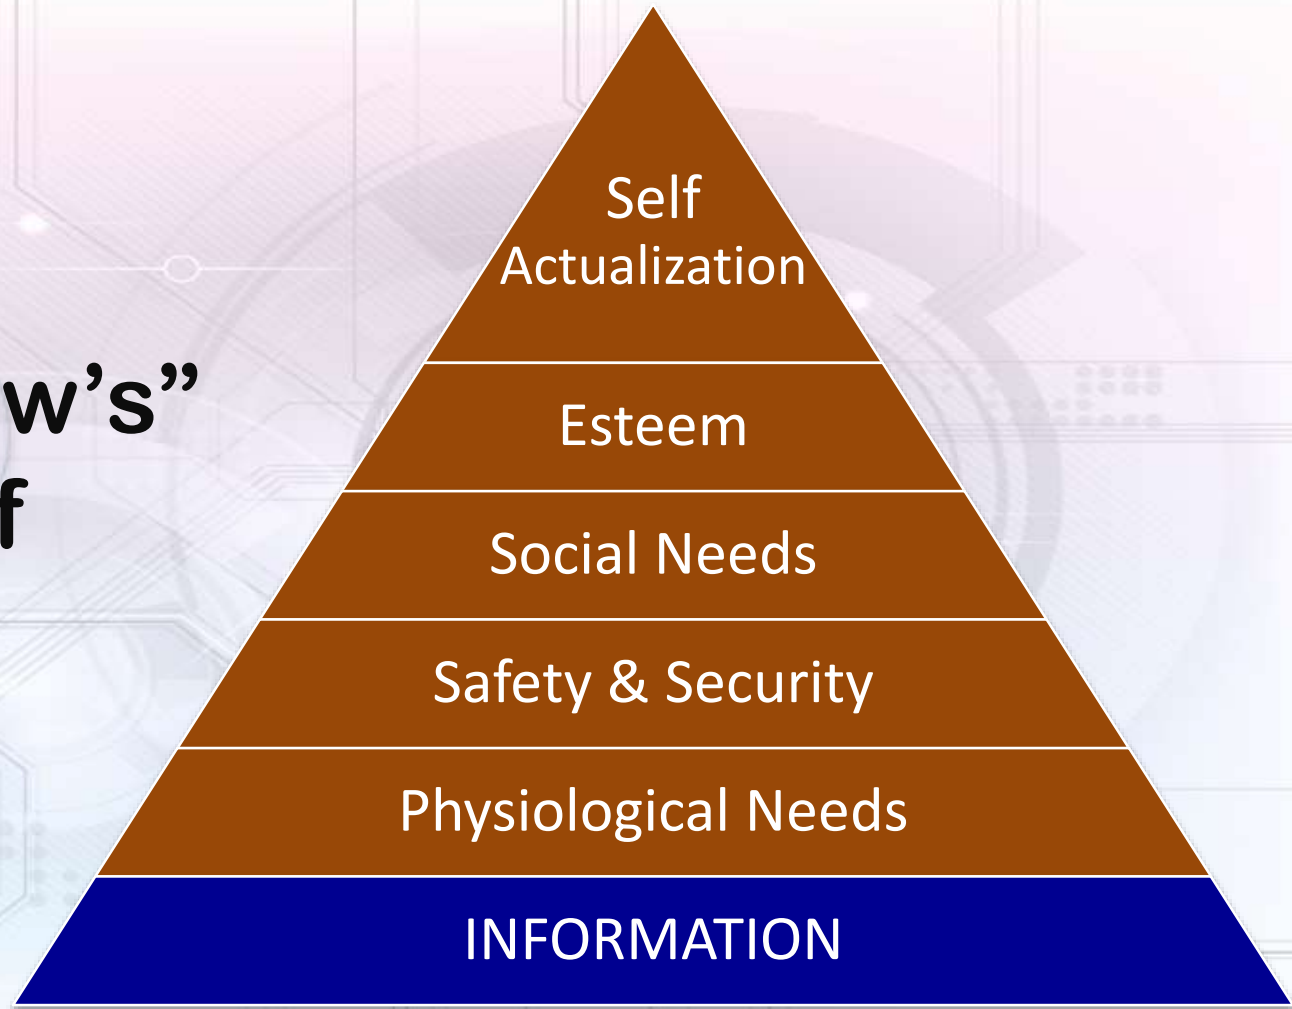 Self
Actualization
w’s”
f
Esteem
Social Needs
Safety & Security
Physiological Needs
INFORMATION